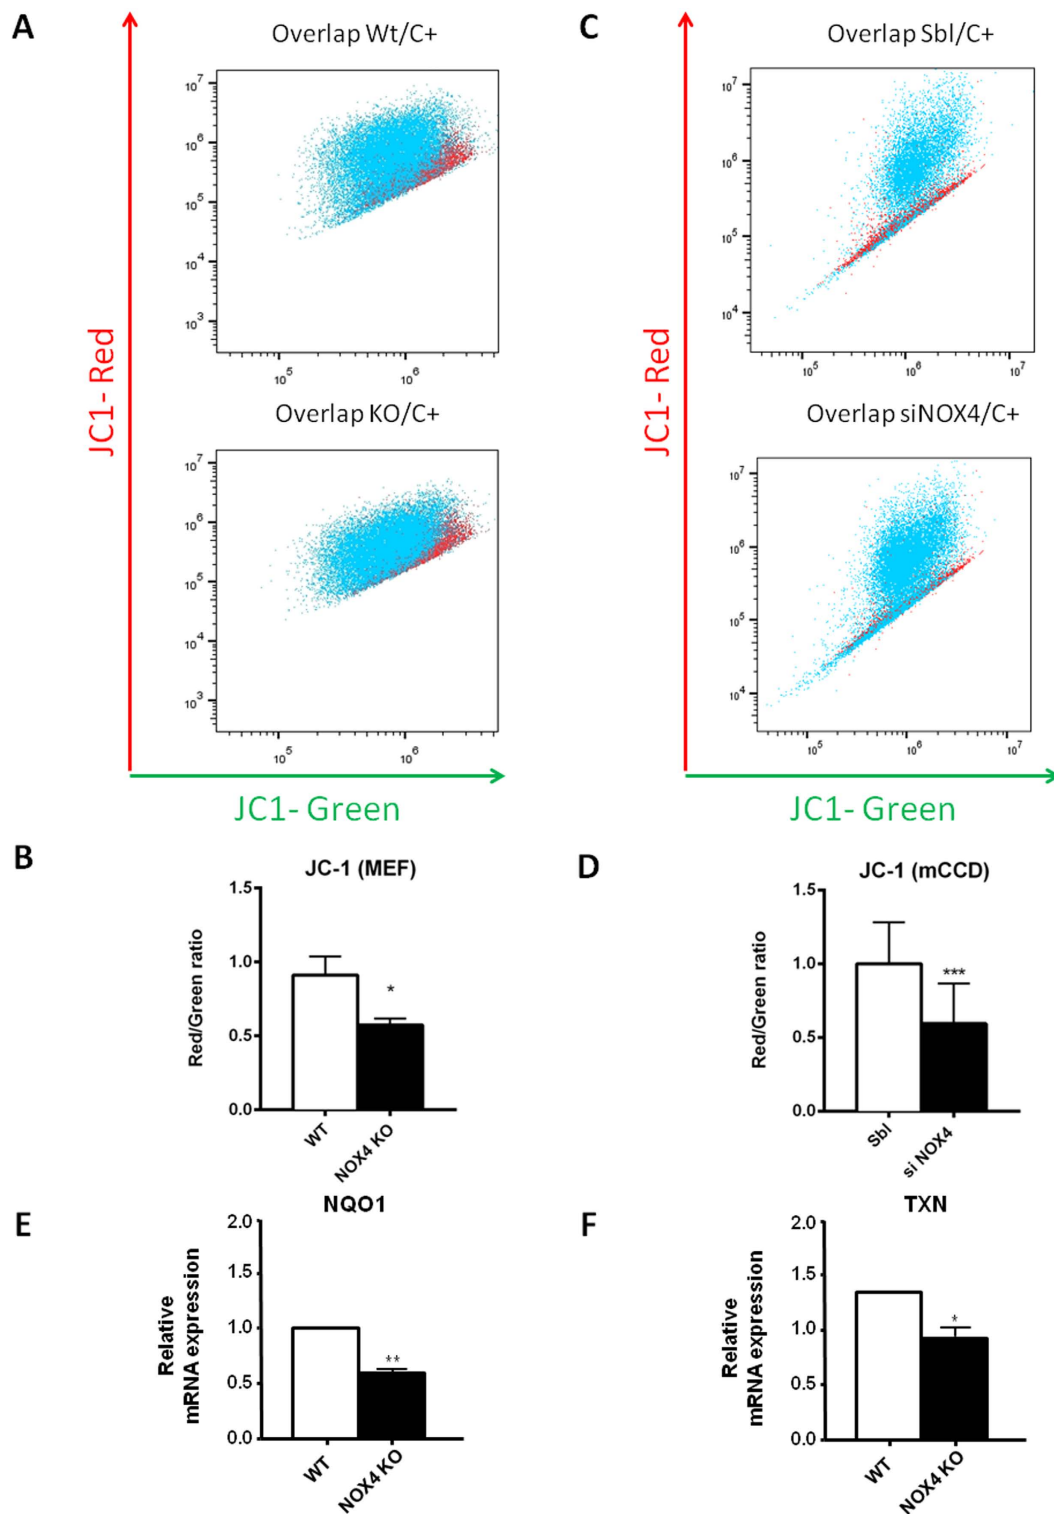 A
Overlap Wt/C+
10^7
10^6
10^5
10^4
10^3
10^5 10^6
Overlap KO/C+
10^7
10^6
10^5
10^4
10^3
10^5 10^6
JC1- Red
JC1- Green
C
Overlap Sbl/C+
10^7
10^6
10^5
10^4
10^5 10^6 10^7
Overlap siNOX4/C+
10^7
10^6
10^5
10^4
10^5 10^6 10^7
JC1- Red
JC1- Green
B
JC-1 (MEF)
Red/Green ratio
1.5
1.0
0.5
0.0
*
WT
NOX4 KO
D
JC-1 (mCCD)
Red/Green ratio
1.5
1.0
0.5
0.0
***
Sbl
si NOX4
E
NQO1
Relative
mRNA expression
2.0
1.5
1.0
0.5
0.0
**
WT
NOX4 KO
F
TXN
Relative
mRNA expression
2.0
1.5
1.0
0.5
0.0
*
WT
NOX4 KO